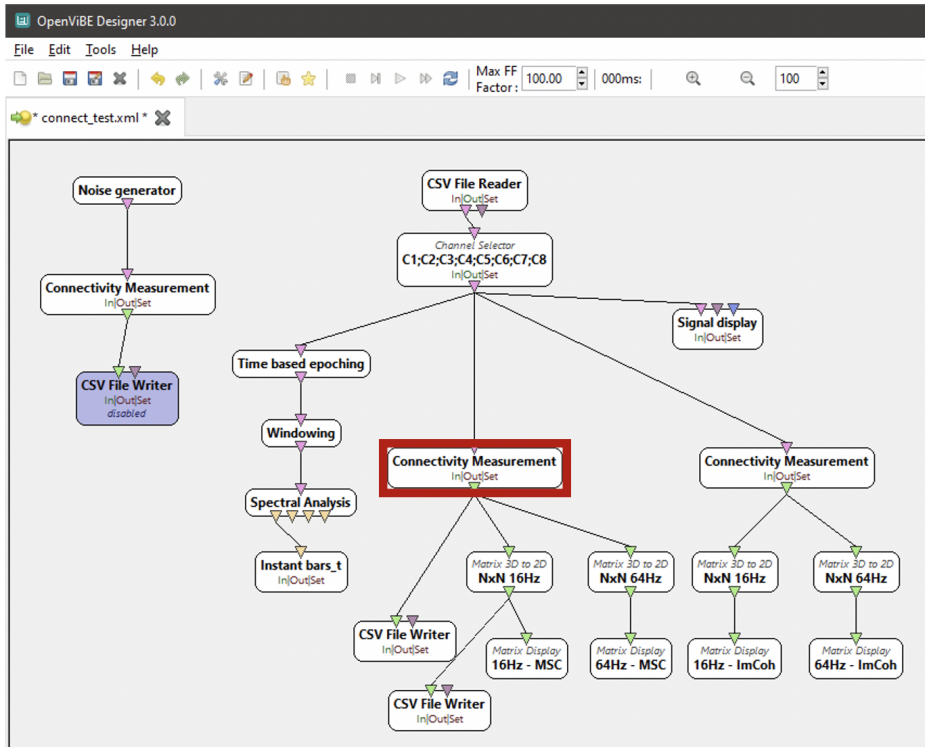 OpenViBE Designer 3.0.0
File Edit Tools Help
Max FF Factor : 100.00 000ms: 100
* connect_test.xml *
Noise generator
Connectivity Measurement
In|Out|Set
CSV File Writer
In|Out|Set
disabled
CSV File Reader
In|Out|Set
Channel Selector
C1;C2;C3;C4;C5;C6;C7;C8
In|Out|Set
Signal display
In|Out|Set
Time based epoching
Windowing
Spectral Analysis
Instant bars_t
In|Out|Set
Connectivity Measurement
In|Out|Set
Connectivity Measurement
In|Out|Set
Matrix 3D to 2D
NxN 16Hz
Matrix 3D to 2D
NxN 64Hz
Matrix 3D to 2D
NxN 16Hz
Matrix 3D to 2D
NxN 64Hz
CSV File Writer
In|Out|Set
Matrix Display
16Hz - MSC
Matrix Display
64Hz - MSC
Matrix Display
16Hz - ImCoh
Matrix Display
64Hz - ImCoh
CSV File Writer
In|Out|Set